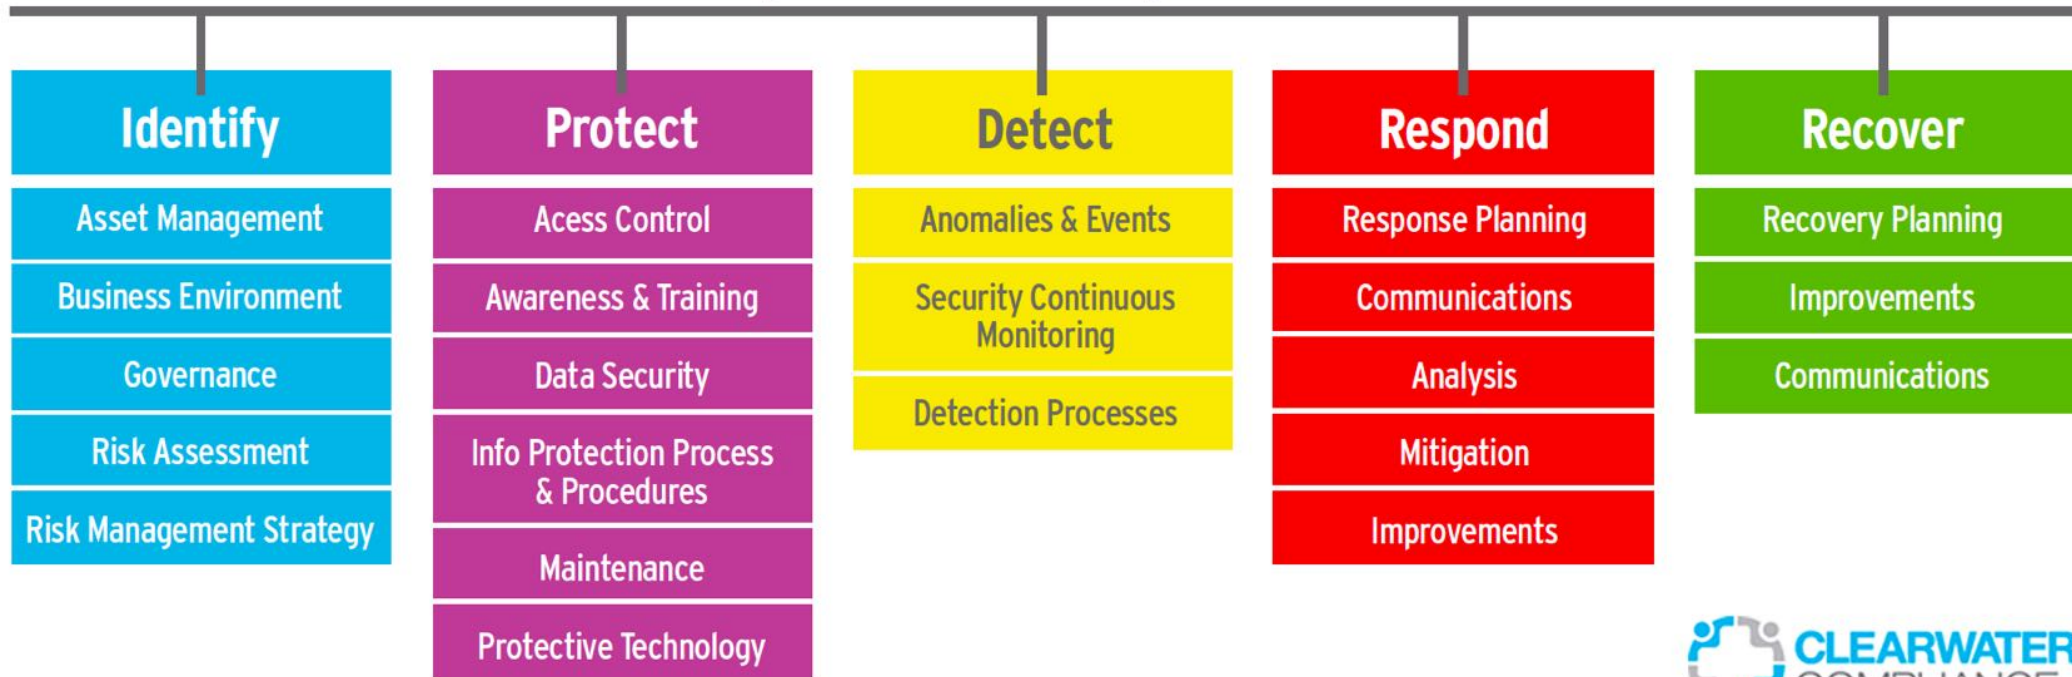 Identify
Asset Management
Business Environment
Governance
Risk Assessment
Risk Management Strategy
Protect
Acess Control
Awareness & Training
Data Security
Info Protection Process
& Procedures
Maintenance
Protective Technology
Detect
Anomalies & Events
Security Continuous
Monitoring
Detection Processes
Respond
Response Planning
Communications
Analysis
Mitigation
Improvements
Recover
Recovery Planning
Improvements
Communications
CLEARWATER
COMPLIANCE